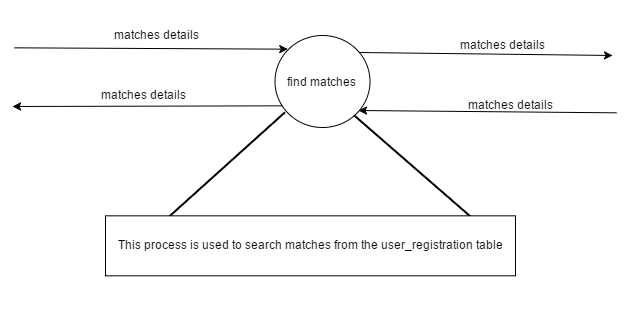 matches details
matches details
find matches
matches details
matches details
This process is used to search matches from the user_registration table